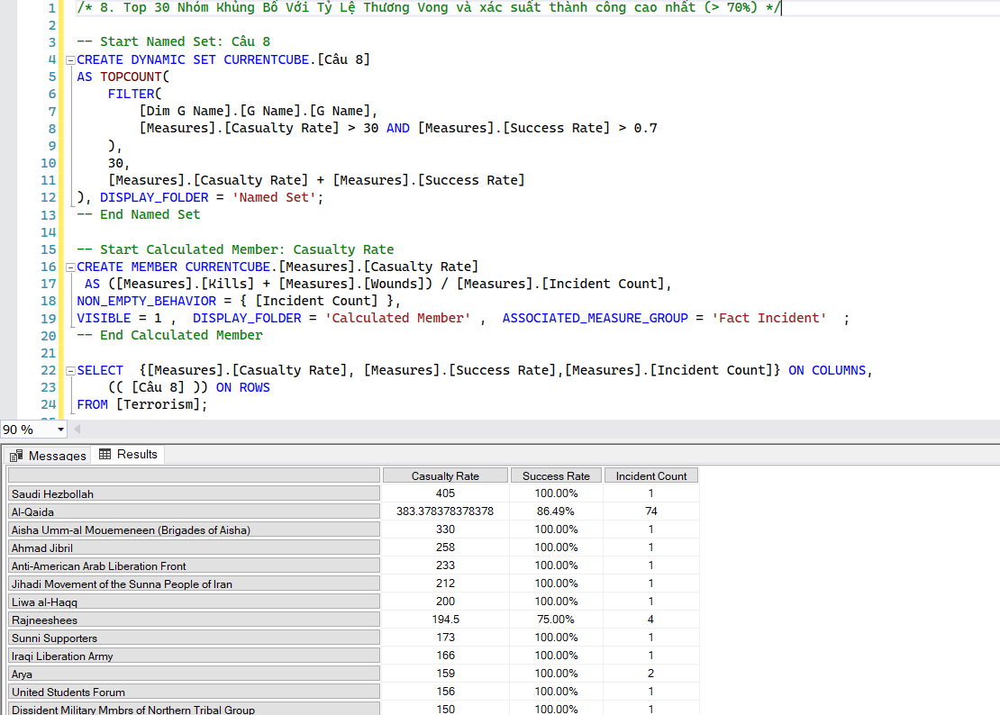 1 /* 8. Top 30 Nhóm Khủng Bố Với Tỷ Lệ Thương Vong và xác suất thành công cao nhất (> 70%) */
2
3 -- Start Named Set: Câu 8
4 CREATE DYNAMIC SET CURRENTCUBE.[Câu 8]
5 AS TOPCOUNT(
6 FILTER(
7 [Dim G Name].[G Name].[G Name],
8 [Measures].[Casualty Rate] > 30 AND [Measures].[Success Rate] > 0.7
9 ),
10 30,
11 [Measures].[Casualty Rate] + [Measures].[Success Rate]
12 ), DISPLAY_FOLDER = 'Named Set';
13 -- End Named Set
14
15 -- Start Calculated Member: Casualty Rate
16 CREATE MEMBER CURRENTCUBE.[Measures].[Casualty Rate]
17 AS ([Measures].[Kills] + [Measures].[Wounds]) / [Measures].[Incident Count],
18 NON_EMPTY_BEHAVIOR = { [Incident Count] },
19 VISIBLE = 1 , DISPLAY_FOLDER = 'Calculated Member' , ASSOCIATED_MEASURE_GROUP = 'Fact Incident' ;
20 -- End Calculated Member
21
22 SELECT {[Measures].[Casualty Rate], [Measures].[Success Rate],[Measures].[Incident Count]} ON COLUMNS,
23 (( [Câu 8] )) ON ROWS
24 FROM [Terrorism];
90 %
Messages Results
Casualty Rate Success Rate Incident Count
Saudi Hezbollah 405 100.00% 1
Al-Qaida 383.378378378378 86.49% 74
Aisha Umm-al Mouemeneen (Brigades of Aisha) 330 100.00% 1
Ahmad Jibril 258 100.00% 1
Anti-American Arab Liberation Front 233 100.00% 1
Jihadi Movement of the Sunna People of Iran 212 100.00% 1
Liwa al-Haqq 200 100.00% 1
Rajneeshees 194.5 75.00% 4
Sunni Supporters 173 100.00% 1
Iraqi Liberation Army 166 100.00% 1
Arya 159 100.00% 2
United Students Forum 156 100.00% 1
Dissident Military Mmbrs of Northern Tribal Group 150 100.00% 1